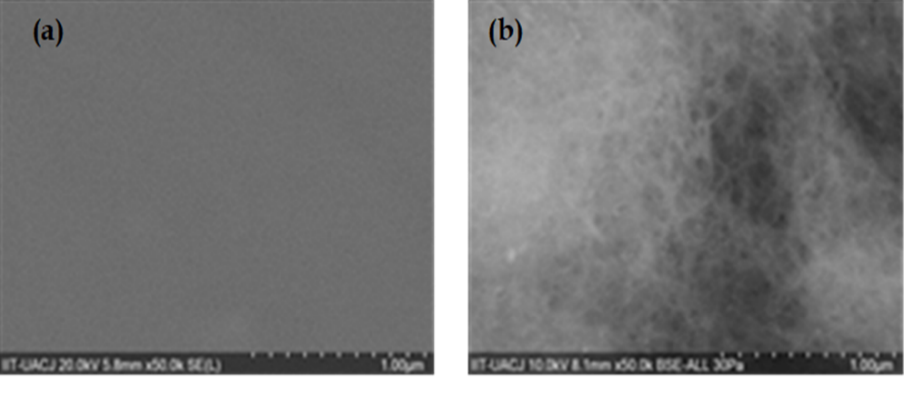 (a)
(b)
IIT-UACJ 20.0kV 5.8mm x50.0k SE(L) 1.00µm
IIT-UACJ 10.0kV 8.1mm x50.0k BSE-ALL 30Pa 1.00µm